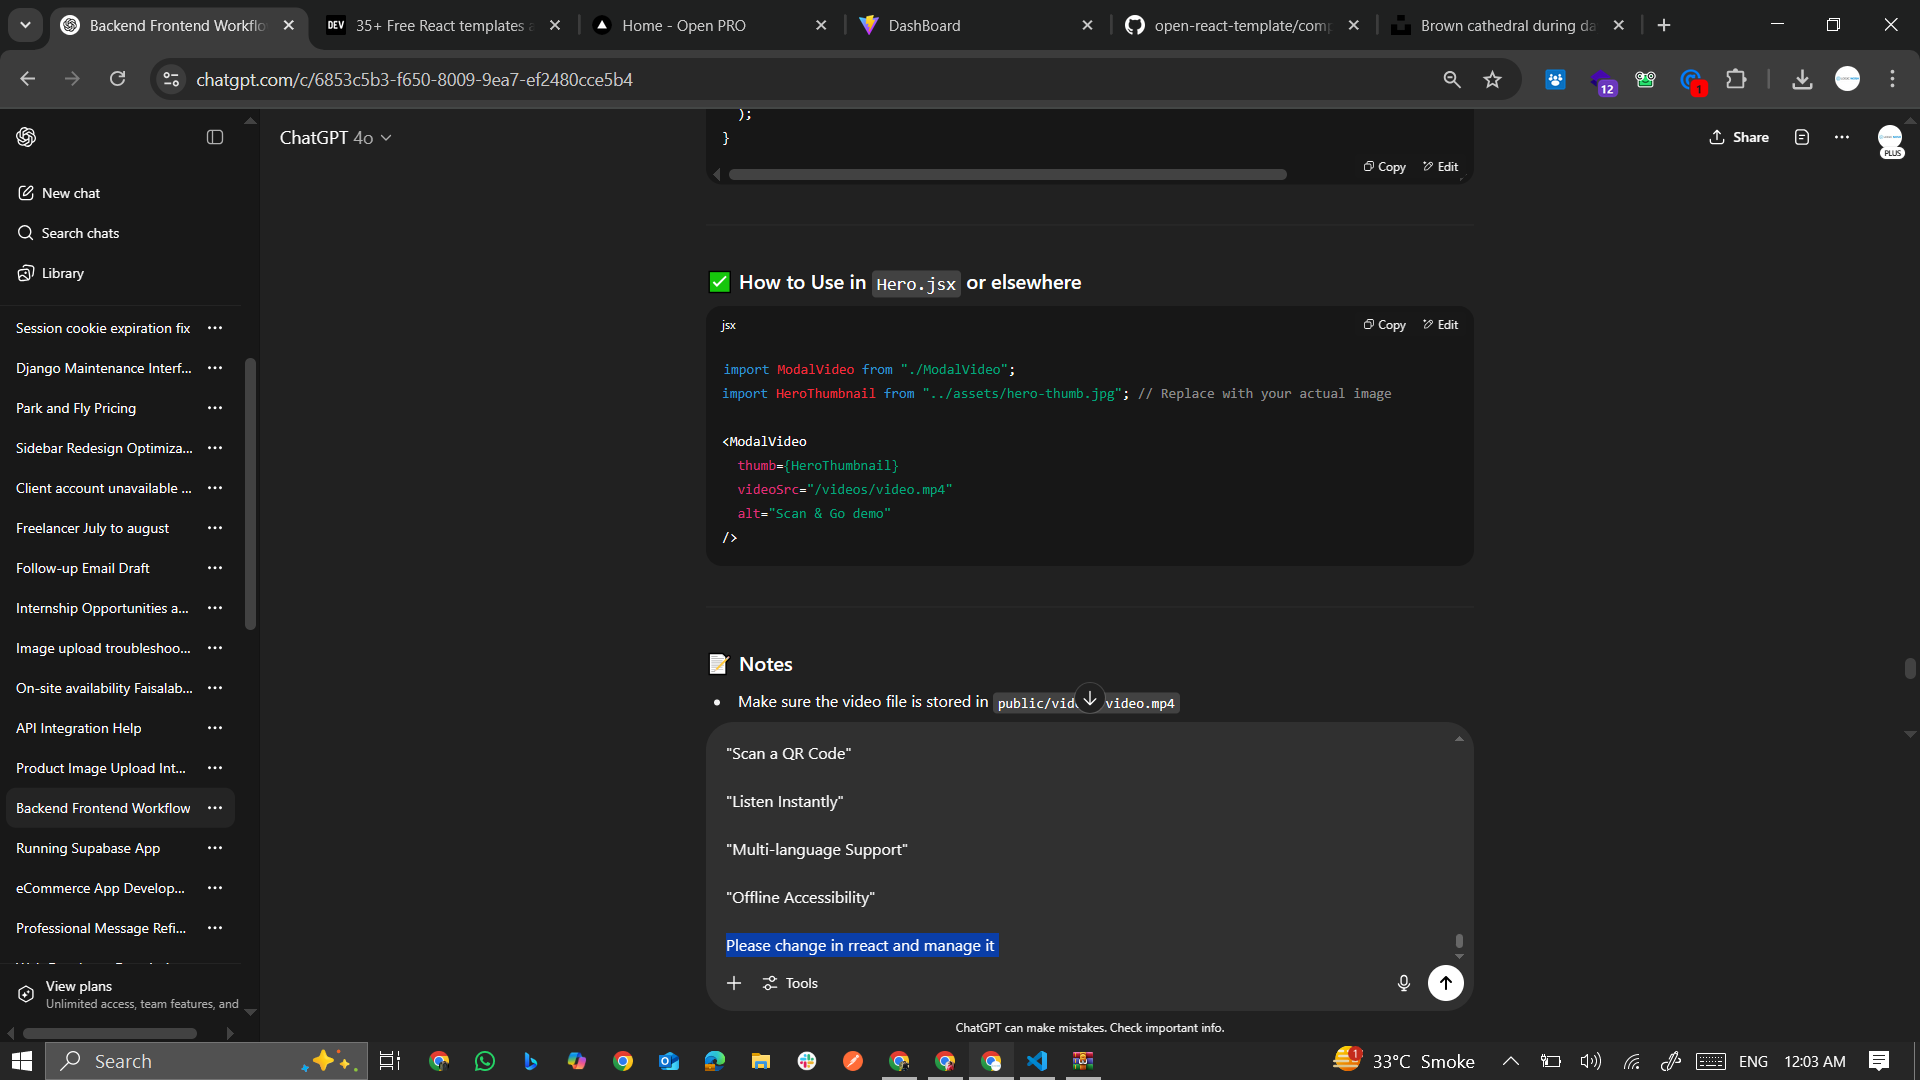 Backend Frontend Workflo
DEV
35+ Free React templates a
Home - Open PRO
DashBoard
open-react-template/comp
Brown cathedral during da
chatgpt.com/c/6853c5b3-f650-8009-9ea7-ef2480cce5b4
12
1
ChatGPT 4o
Share
PLUS
New chat
Search chats
Library
Session cookie expiration fix
Django Maintenance Interf...
Park and Fly Pricing
Sidebar Redesign Optimiza...
Client account unavailable ...
Freelancer July to august
Follow-up Email Draft
Internship Opportunities a...
Image upload troubleshoo...
On-site availability Faisalab...
API Integration Help
Product Image Upload Int...
Backend Frontend Workflow
Running Supabase App
eCommerce App Develop...
Professional Message Refi...
View plans
Unlimited access, team features, and
);
}
Copy
Edit
How to Use in Hero.jsx or elsewhere
jsx
Copy
Edit
import ModalVideo from "./ModalVideo";
import HeroThumbnail from "../assets/hero-thumb.jpg"; // Replace with your actual image
<ModalVideo
thumb={HeroThumbnail}
videoSrc="/videos/video.mp4"
alt="Scan & Go demo"
/>
Notes
Make sure the video file is stored in public/vid video.mp4
"Scan a QR Code"
"Listen Instantly"
"Multi-language Support"
"Offline Accessibility"
Please change in rreact and manage it
Tools
ChatGPT can make mistakes. Check important info.
Search
1
33°C Smoke
ENG
12:03 AM